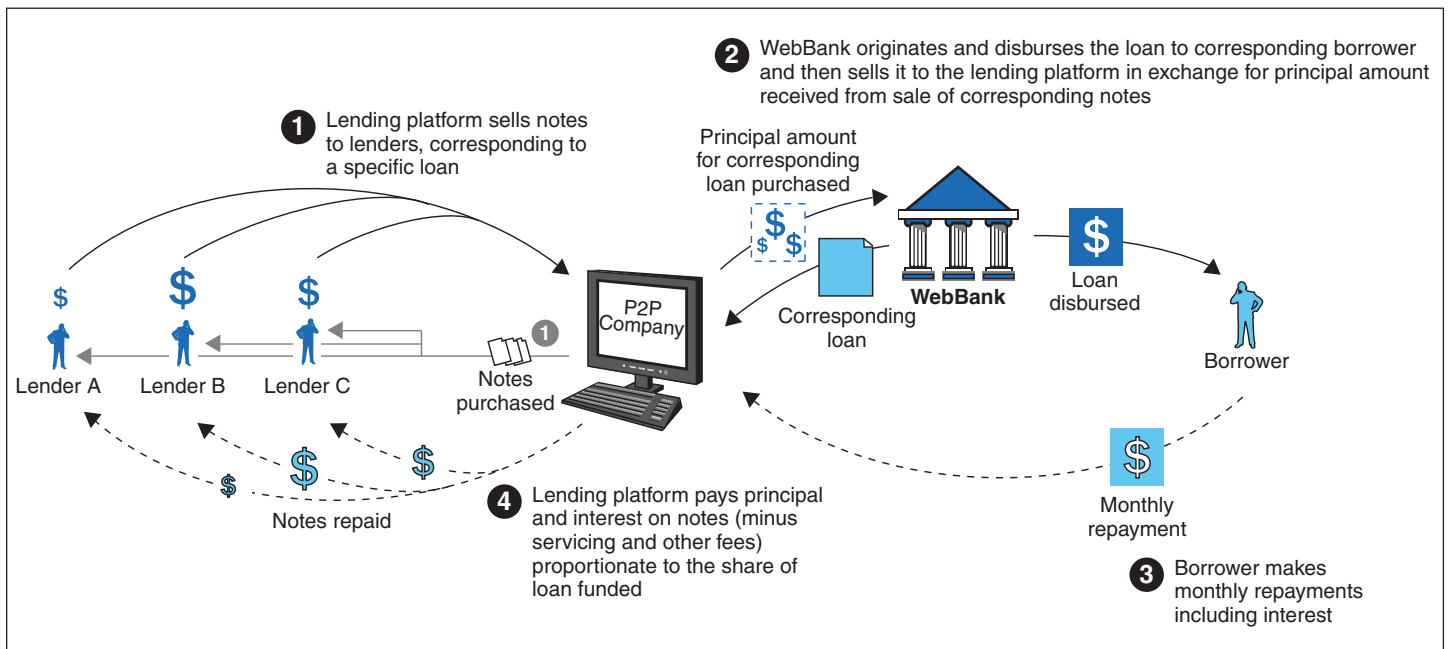 2 WebBank originates and disburses the loan to corresponding borrower
and then sells it to the lending platform in exchange for principal amount
received from sale of corresponding notes
1 Lending platform sells notes
to lenders, corresponding to
a specific loan
Principal amount
for corresponding
loan purchased
$
$
$
$
$
$
$
$
P2P
Company
1
Notes
purchased
Lender A
Lender B
Lender C
Corresponding
loan
WebBank
Loan
disbursed
Borrower
$
$
$
Notes repaid
4 Lending platform pays principal
and interest on notes (minus
servicing and other fees)
proportionate to the share of
loan funded
$
Monthly
repayment
3 Borrower makes
monthly repayments
including interest